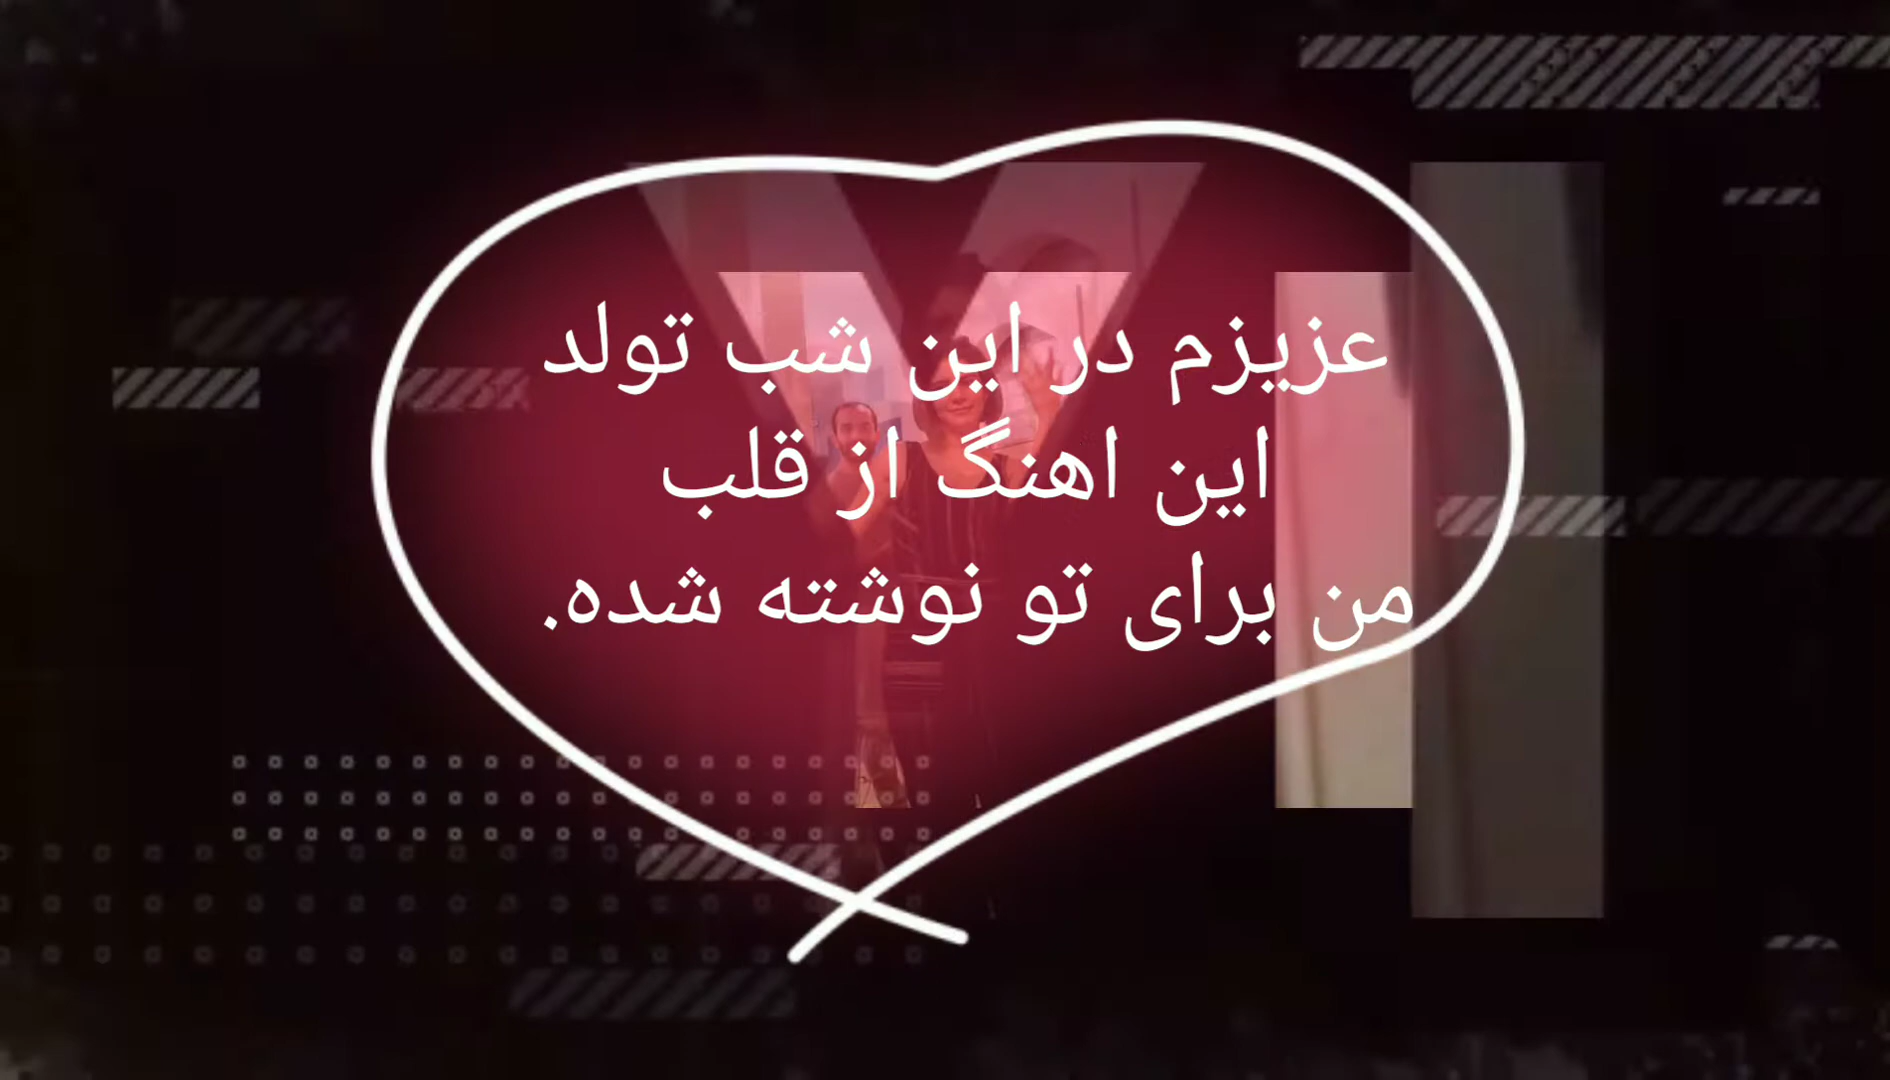 عزیزم در این شب تولد
این اهنگ از قلب
من برای تو نوشته شده.